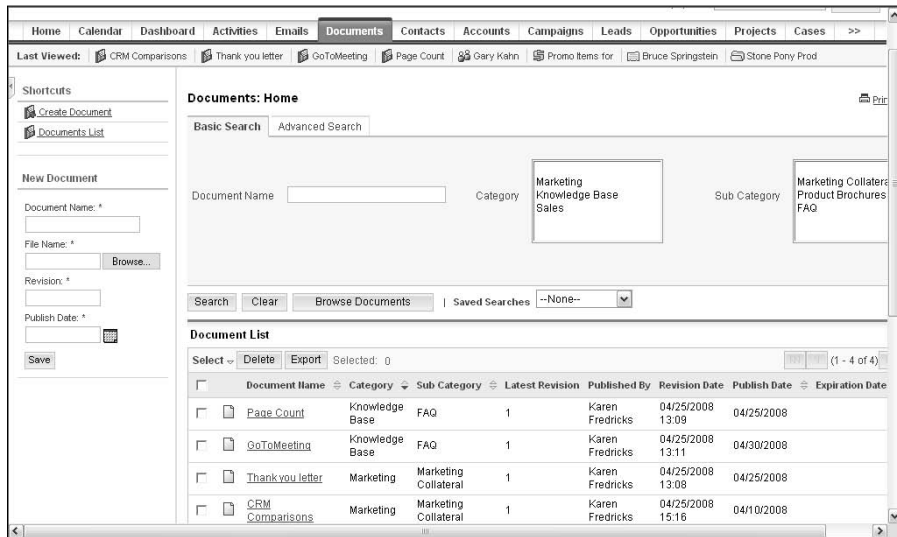 Home Calendar Dashboard Activities Emails Documents Contacts Accounts Campaigns Leads Opportunities Projects Cases >>
Last Viewed: CRM Comparisons Thank you letter GoToMeeting Page Count Gary Kahn Promo Items for Bruce Springstein Stone Pony Prod
Shortcuts
Create Document
Documents List
New Document
Document Name: *
File Name: *
Browse...
Revision: *
Publish Date: *
Save
Documents: Home
Prin
Basic Search Advanced Search
Document Name
Category
Marketing
Knowledge Base
Sales
Sub Category
Marketing Collatera
Product Brochures
FAQ
Search Clear Browse Documents | Saved Searches --None--
Document List
Select Delete Export Selected: 0 (1 - 4 of 4)
Document Name Category Sub Category Latest Revision Published By Revision Date Publish Date Expiration Date
Page Count Knowledge Base FAQ 1 Karen Fredricks 04/25/2008 13:09 04/25/2008
GoToMeeting Knowledge Base FAQ 1 Karen Fredricks 04/25/2008 13:11 04/30/2008
Thank you letter Marketing Marketing Collateral 1 Karen Fredricks 04/25/2008 13:08 04/25/2008
CRM Comparisons Marketing Marketing Collateral 1 Karen Fredricks 04/25/2008 15:16 04/10/2008